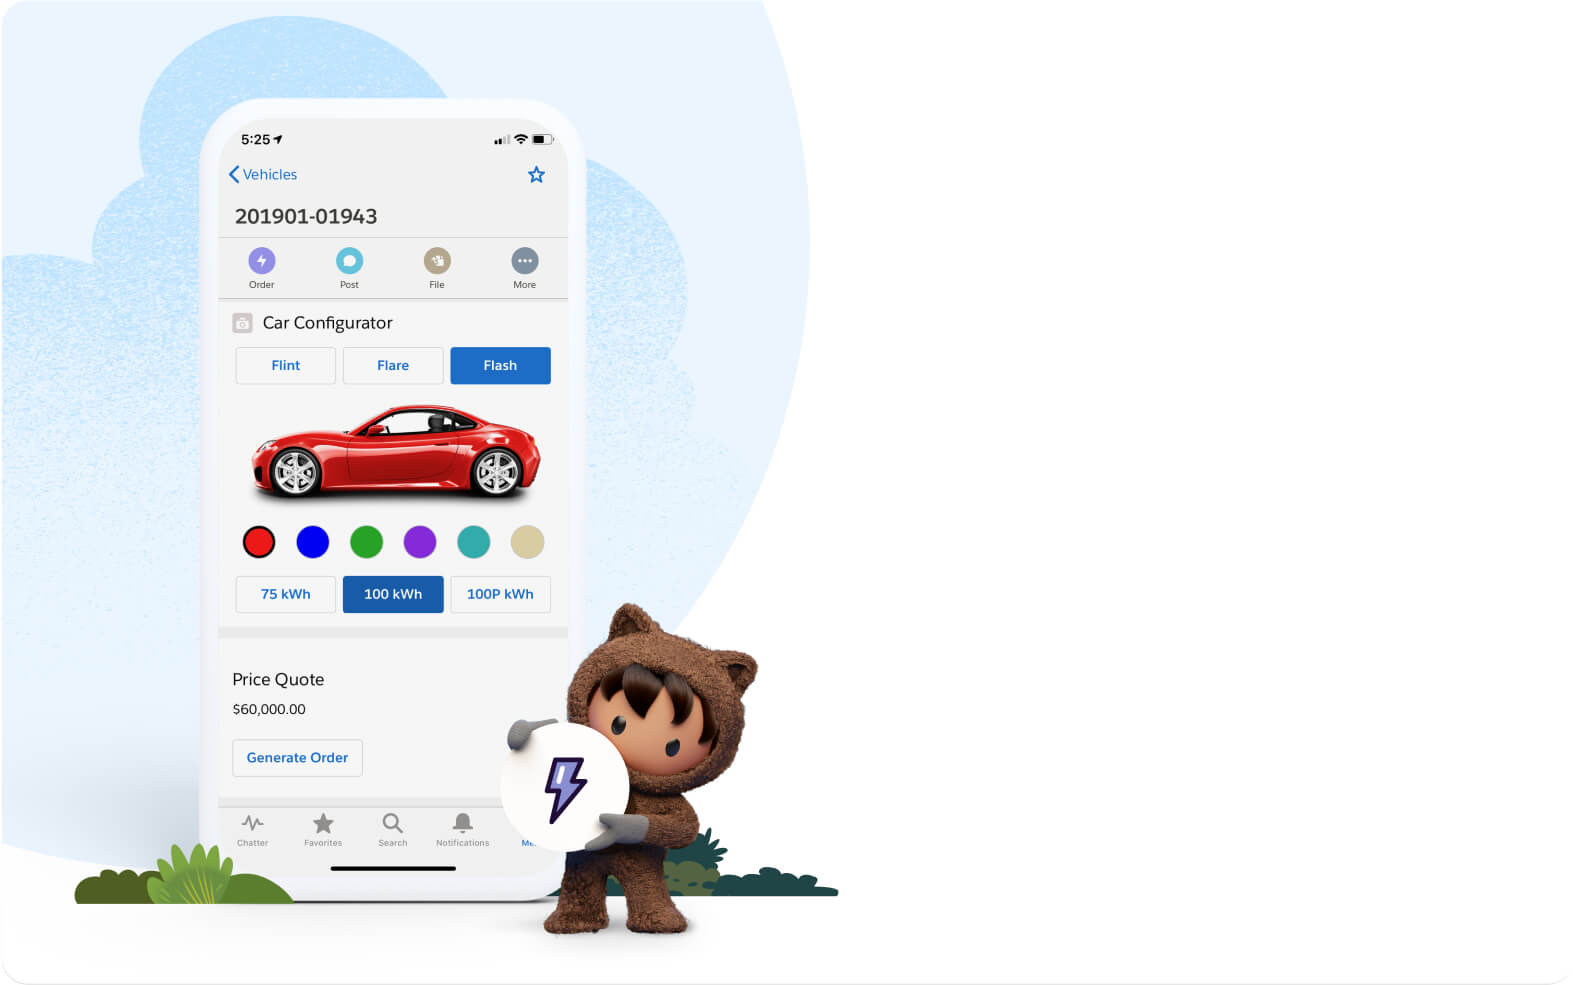 5:25
Vehicles
201901-01943
Order Post File More
Car Configurator
Flint Flare Flash
75 kWh 100 kWh 100P kWh
Price Quote
$60,000.00
Generate Order
Chatter Favorites Search Notifications